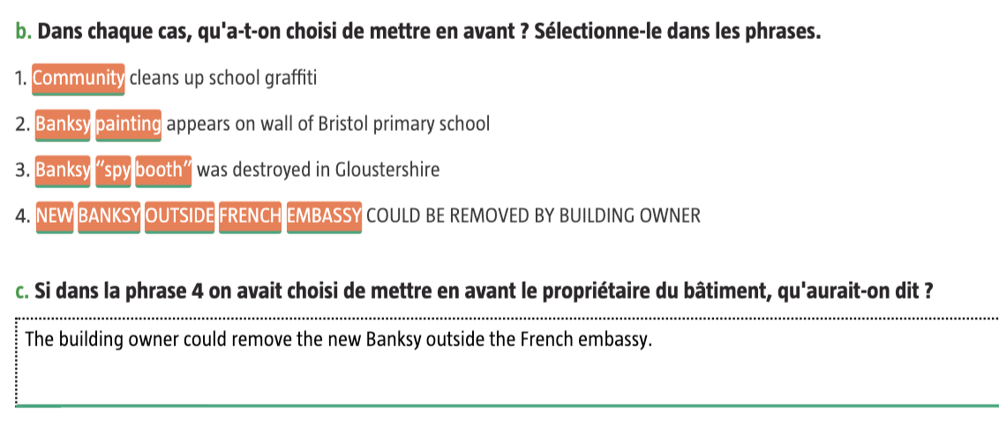 b. Dans chaque cas, qu'a-t-on choisi de mettre en avant ? Sélectionne-le dans les phrases.
1. Community cleans up school graffiti
2. Banksy painting appears on wall of Bristol primary school
3. Banksy “spy booth” was destroyed in Gloustershire
4. NEW BANKSY OUTSIDE FRENCH EMBASSY COULD BE REMOVED BY BUILDING OWNER
c. Si dans la phrase 4 on avait choisi de mettre en avant le propriétaire du bâtiment, qu'aurait-on dit ?
The building owner could remove the new Banksy outside the French embassy.